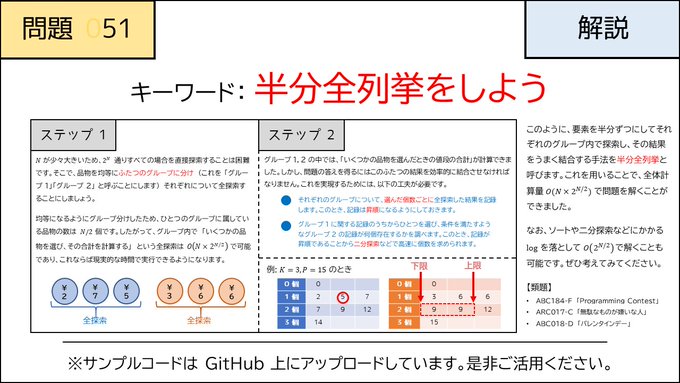 問題 051
解説
キーワード: 半分全列挙をしよう
ステップ 1
N が少々大きいため、2^N 通りすべての場合を直接探索することは困難
です。そこで、品物を均等にふたつのグループに分け（これを「グルー
プ 1」「グループ 2」と呼ぶことにします）それぞれについて全探索す
ることにしましょう。
均等になるようにグループ分けしたため、ひとつのグループに属してい
る品物の数は N/2 個です。したがって、グループ内で「いくつかの品
物を選び、その合計を計算する」という全探索は O(N × 2^{N/2}) で可能
であり、これならば現実的な時間で実行できるようになります。
¥ 2
¥ 7
¥ 5
¥ 3
¥ 6
¥ 6
全探索
全探索
ステップ 2
グループ 1, 2 の中では、「いくつかの品物を選んだときの値段の合計」が計算できま
した。しかし、問題の答えを得るにはこのふたつの結果を効率的に結合させなければ
なりません。これを実現するためには、以下の工夫が必要です。
それぞれのグループについて、選んだ個数ごとに全探索した結果を記録
します。このとき、記録は昇順になるようにしておきます。
グループ 1 に関する記録のうちからひとつを選び、条件を満たすよう
なグループ 2 の記録が何個存在するかを調べます。このとき、記録が
昇順であることから二分探索などで高速に個数を求められます。
例: K = 3, P = 15 のとき
下限
上限
0 個 0
1 個 2 5 7
2 個 7 9 12
3 個 14
0 個 0
1 個 3 6 6
2 個 9 9 12
3 個 15
このように、要素を半分ずつにしてそ
れぞれのグループ内で探索し、その結果
をうまく結合する手法を半分全列挙と
呼びます。これを用いることで、全体計
算量 O(N × 2^{N/2}) で問題を解くことが
できました。
なお、ソートや二分探索などにかかる
log を落として O(2^{N/2}) で解くことも
可能です。ぜひ考えてみてください。
【類題】
• ABC184-F「Programming Contest」
• ARC017-C「無駄なものが嫌いな人」
• ABC018-D「バレンタインデー」
※サンプルコードは GitHub 上にアップロードしています。是非ご活用ください。